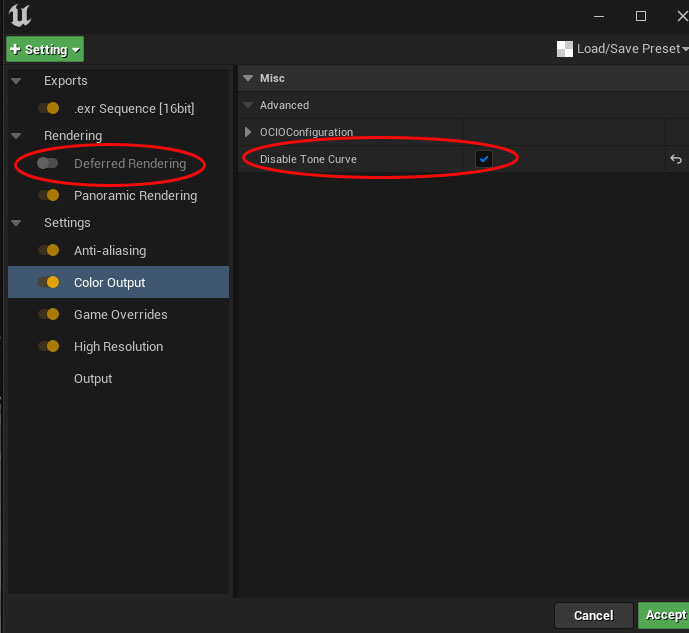 + Setting
Load/Save Preset
Exports
.exr Sequence [16bit]
Rendering
Deferred Rendering
Panoramic Rendering
Settings
Anti-aliasing
Color Output
Game Overrides
High Resolution
Output
Misc
Advanced
OCIOConfiguration
Disable Tone Curve
Cancel
Accept